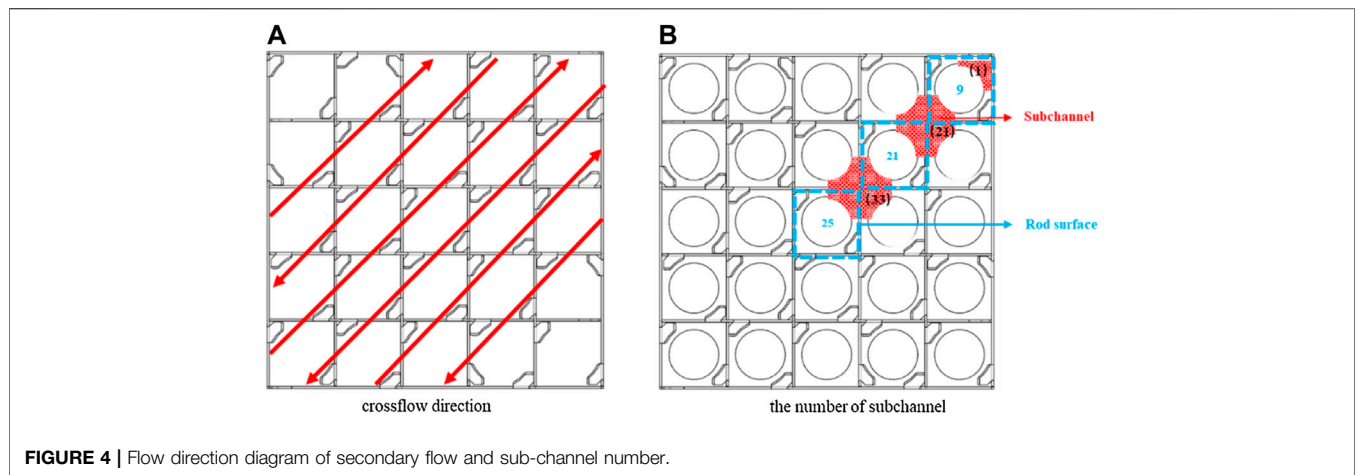 A
B
(1)
9
Subchannel
(21)
21
(33)
25
Rod surface
crossflow direction
the number of subchannel
FIGURE 4 | Flow direction diagram of secondary flow and sub-channel number.